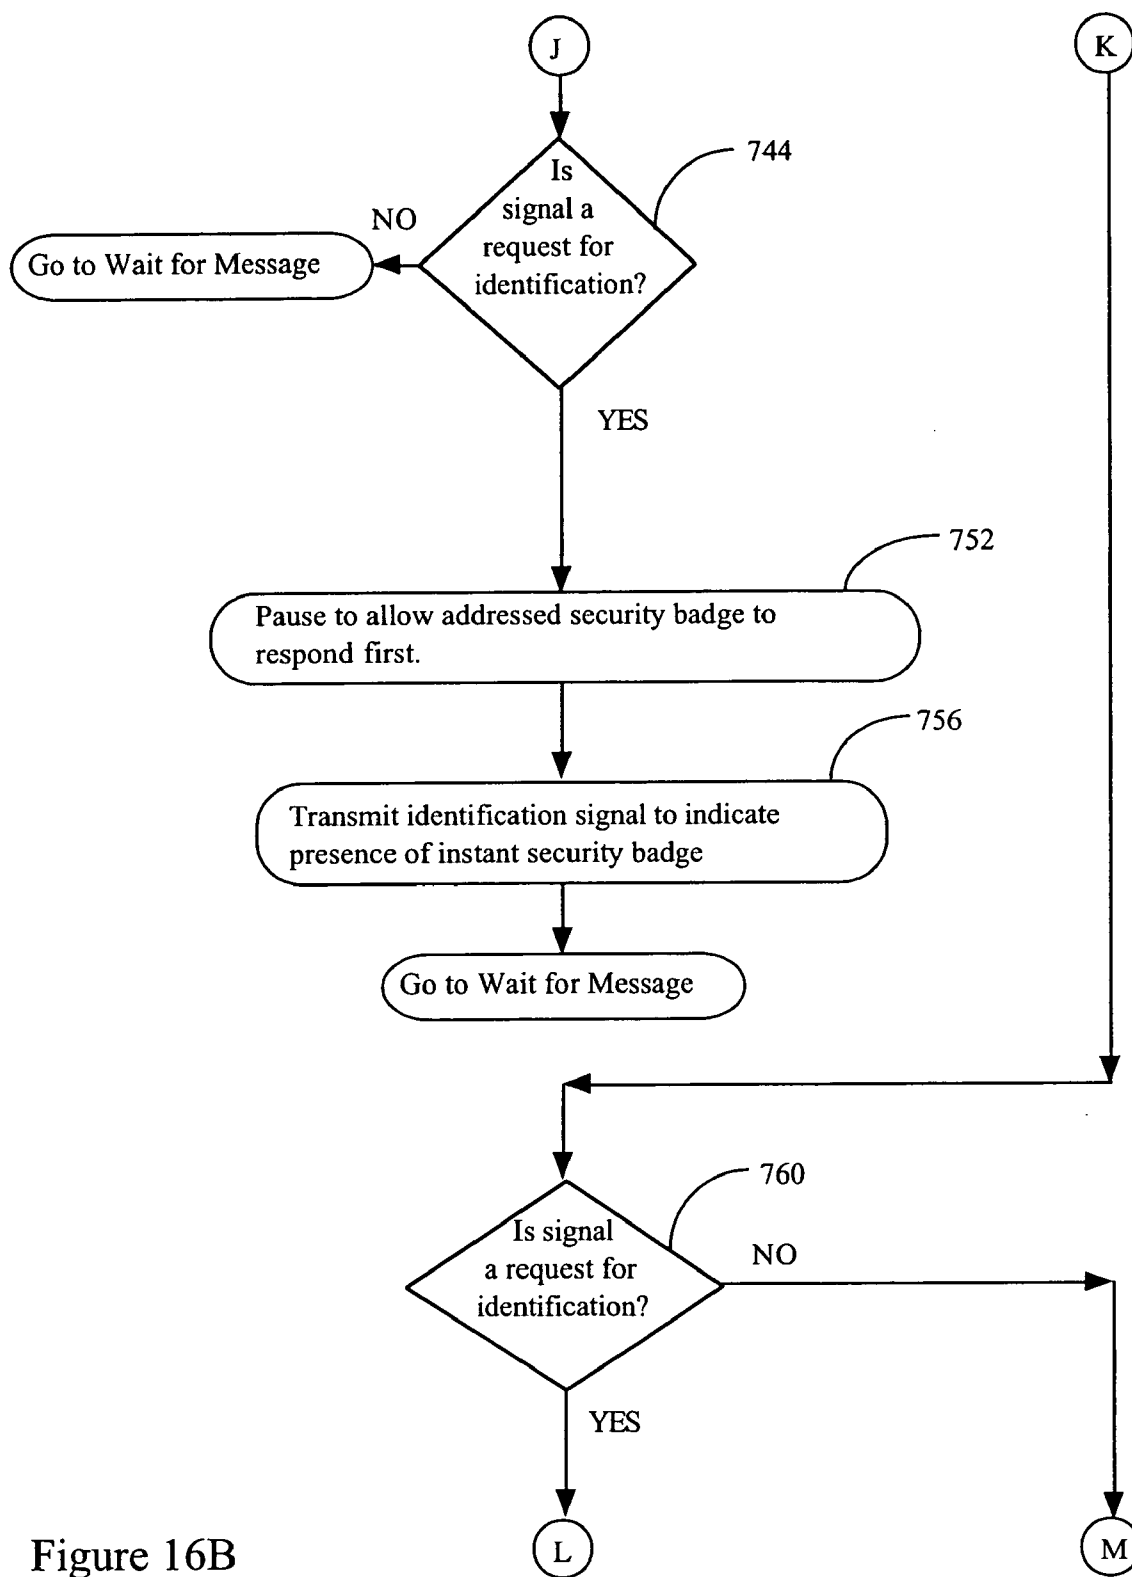 J
K
744
Is
signal a
request for
identification?
NO
Go to Wait for Message
YES
752
Pause to allow addressed security badge to
respond first.
756
Transmit identification signal to indicate
presence of instant security badge
Go to Wait for Message
760
Is signal
a request for
identification?
NO
YES
L
M
Figure 16B